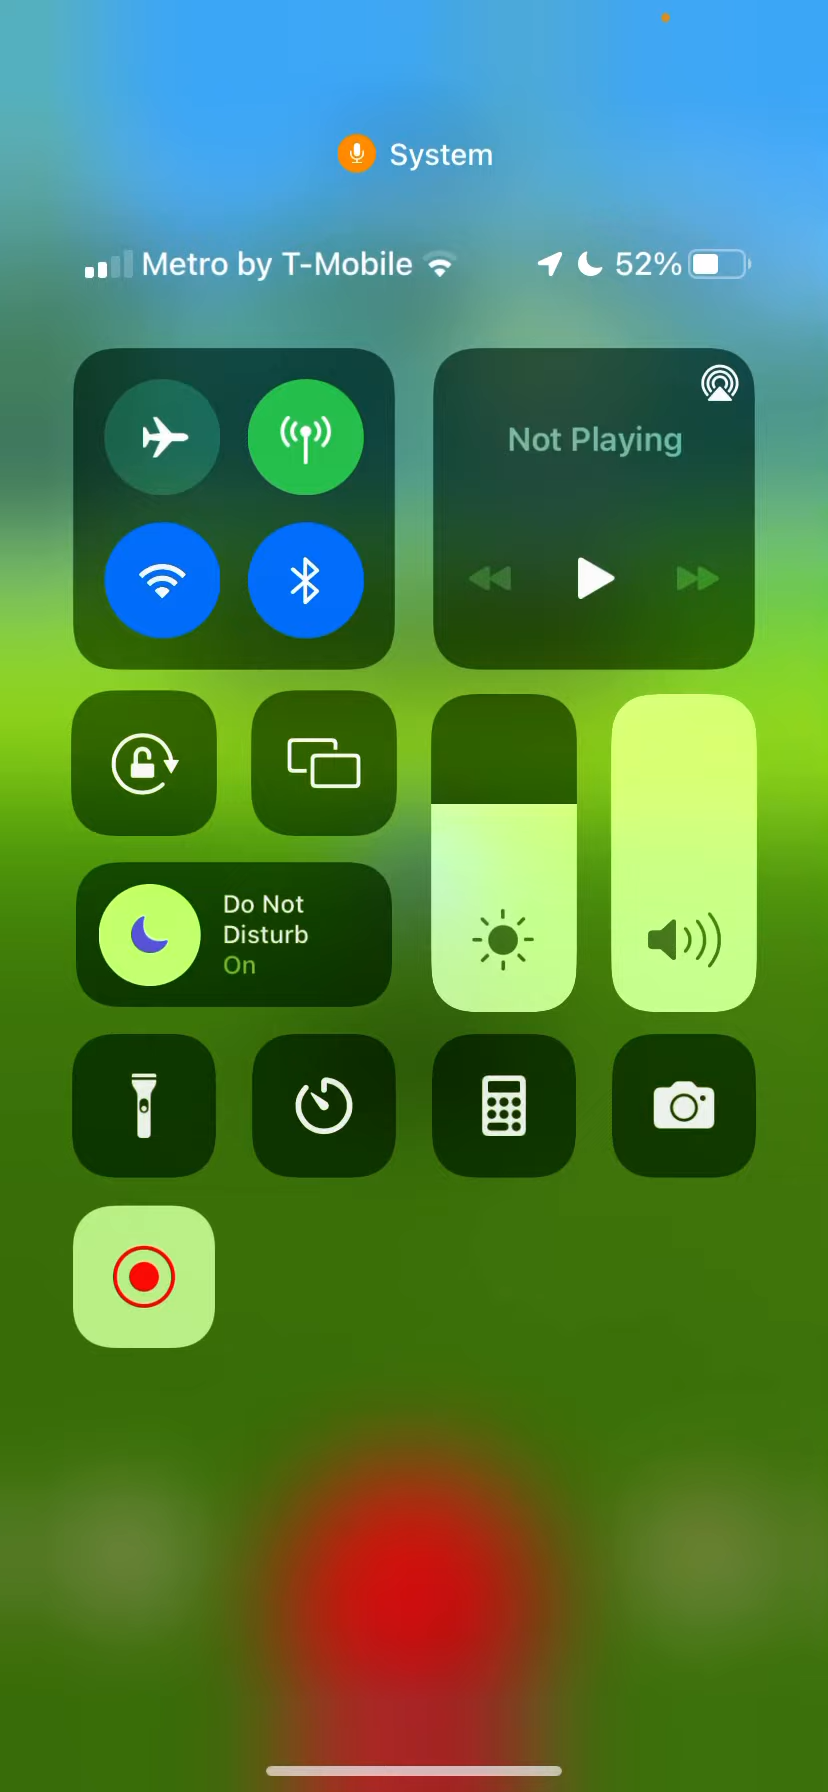 System
Metro by T-Mobile 52%
Not Playing
Do Not
Disturb
On